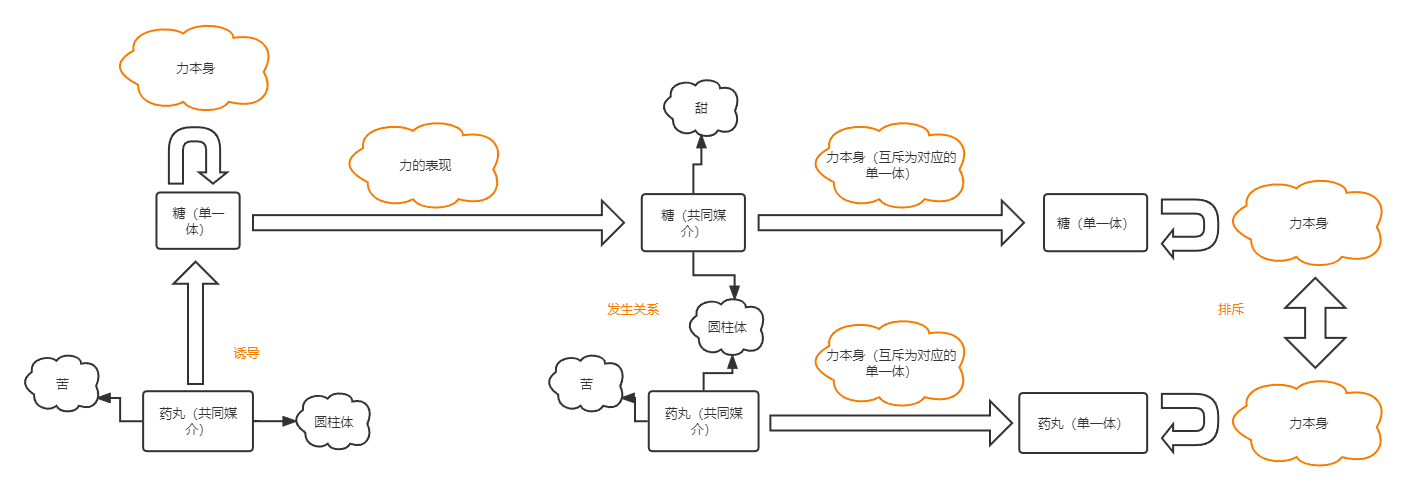 力本身
甜
力的表现
力本身（互斥为对应的
单一体）
糖（单一
体）
糖（共同媒
介）
糖（单一体）
力本身
发生关系
排斥
圆柱体
诱导
苦
苦
力本身（互斥为对应的
单一体）
药丸（共同媒
介）
圆柱体
药丸（共同媒
介）
药丸（单一体）
力本身